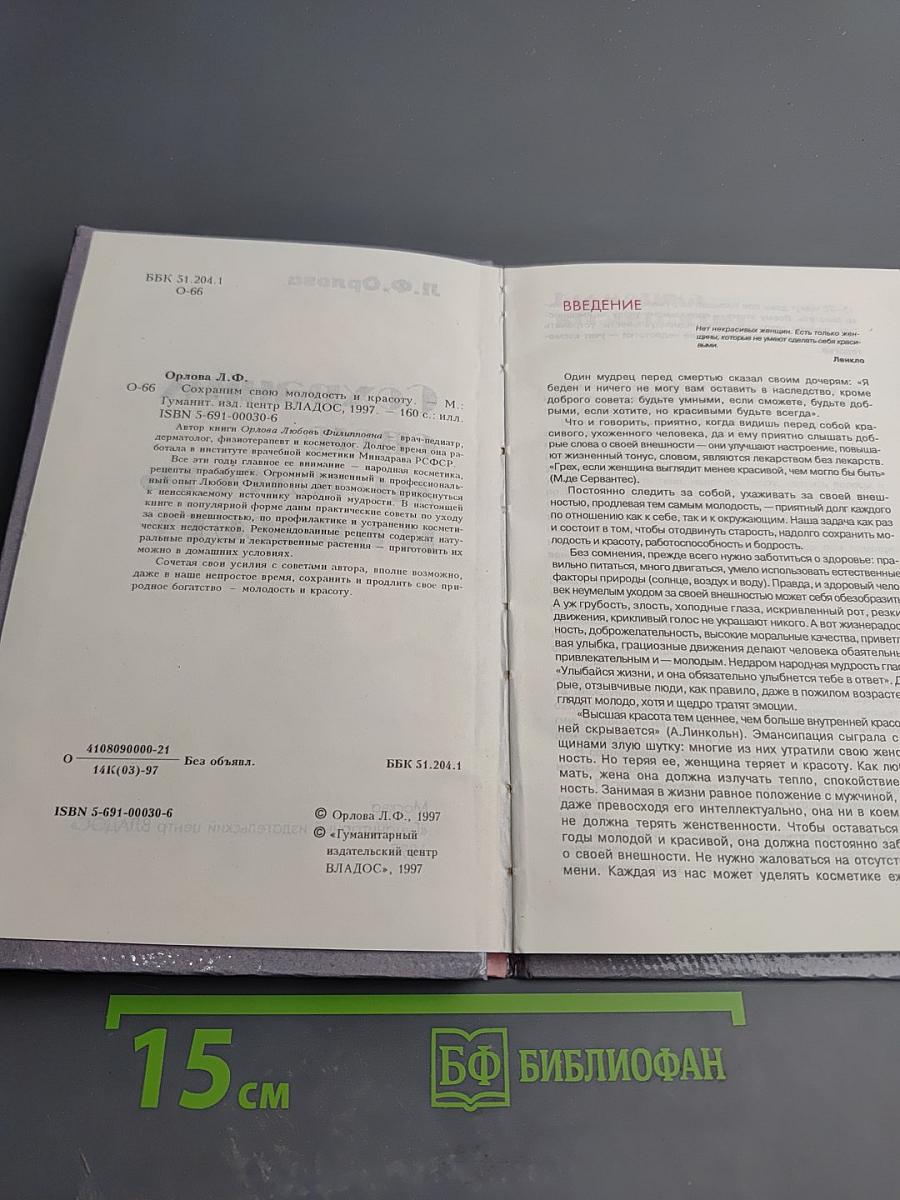 ББК 51.204.1
О-66
Орлова Л.Ф.
О-66 Сохраним свою молодость и красоту. М.:
Гуманит. изд. центр ВЛАДОС, 1997. — 160 с.: илл.
ISBN 5-691-00030-6
Автор книги Орлова Любовь Филипповна — врач-педиатр,
дерматолог, физиотерапевт и косметолог. Долгое время она ра-
ботала в институте врачебной косметики Минздрава РСФСР.
Все эти годы главное ее внимание — народная косметика,
рецепты прабабушек. Огромный жизненный и профессиональ-
ный опыт Любови Филипповны дает возможность прикоснуться
к неиссякаемому источнику народной мудрости. В настоящей
книге в популярной форме даны практические советы по уходу
за своей внешностью, по профилактике и устранению космети-
ческих недостатков. Рекомендованные рецепты содержат нату-
ральные продукты и лекарственные растения — приготовить их
можно в домашних условиях.
Сочетая свои усилия с советами автора, вполне возможно,
даже в наше непростое время, сохранить и продлить свое при-
родное богатство — молодость и красоту.
О 4108090000-21
14К(03)-97 Без объявл.
ББК 51.204.1
ISBN 5-691-00030-6
© Орлова Л.Ф., 1997
© «Гуманитарный
издательский центр
ВЛАДОС», 1997
ВВЕДЕНИЕ
Нет некрасивых женщин. Есть только жен-
щины, которые не умеют сделать себя краси-
выми.
Ленкло
Один мудрец перед смертью сказал своим дочерям: «Я
беден и ничего не могу вам оставить в наследство, кроме
доброго совета: будьте умными, если сможете, будьте доб-
рыми, если хотите, но красивыми будьте всегда».
Что и говорить, приятно, когда видишь перед собой кра-
сивого, ухоженного человека, да и ему приятно слышать доб-
рые слова о своей внешности — они улучшают настроение, повыша-
ют жизненный тонус, словом, являются лекарством без лекарств.
«Грех, если женщина выглядит менее красивой, чем могло бы быть»
(М.де Сервантес).
Постоянно следить за собой, ухаживать за своей внеш-
ностью, продлевая тем самым молодость, — приятный долг каждого
по отношению как к себе, так и к окружающим. Наша задача как раз
и состоит в том, чтобы отодвинуть старость, надолго сохранить мо-
лодость и красоту, работоспособность и бодрость.
Без сомнения, прежде всего нужно заботиться о здоровье: пра-
вильно питаться, много двигаться, умело использовать естественные
факторы природы (солнце, воздух и воду). Правда, и здоровый чело-
век неумелым уходом за своей внешностью может себя обезобразить
А уж грубость, злость, холодные глаза, искривленный рот, резки
движения, крикливый голос не украшают никого. А вот жизнерадос
ность, доброжелательность, высокие моральные качества, приветл
вая улыбка, грациозные движения делают человека обаятельны
привлекательным и — молодым. Недаром народная мудрость глас
«Улыбайся жизни, и она обязательно улыбнется тебе в ответ». Д
рые, отзывчивые люди, как правило, даже в пожилом возрасте
глядят молодо, хотя и щедро тратят эмоции.
«Высшая красота тем ценнее, чем больше внутренней красо
ней скрывается» (А.Линкольн). Эмансипация сыграла с
щинами злую шутку: многие из них утратили свою женс
ность. Но теряя ее, женщина теряет и красоту. Как лю
мать, жена она должна излучать тепло, спокойствие
ность. Занимая в жизни равное положение с мужчиной,
даже превосходя его интеллектуально, она ни в коем
не должна терять женственности. Чтобы оставаться
годы молодой и красивой, она должна постоянно заб
о своей внешности. Не нужно жаловаться на отсутст
мени. Каждая из нас может уделять косметике еж
15 см
БФ БИБЛИОФАН